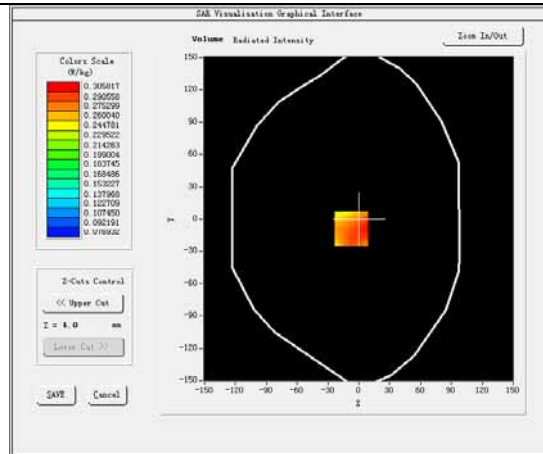 SAR Visualisation Graphical Interface
Volume Radiated Intensity
Zoom In/Out
Colors Scale
(W/kg)
0.305817
0.290558
0.275299
0.260040
0.244781
0.229522
0.214263
0.199004
0.183745
0.168486
0.153227
0.137968
0.122709
0.107450
0.092191
0.076932
150
120
90
60
30
0
-30
-60
-90
-120
-150
Y
-150 -120 -90 -60 -30 0 30 60 90 120 150
X
Z-Cuts Control
<< Upper Cut
Z = 4.0 mm
Lower Cut >>
SAVE Cancel